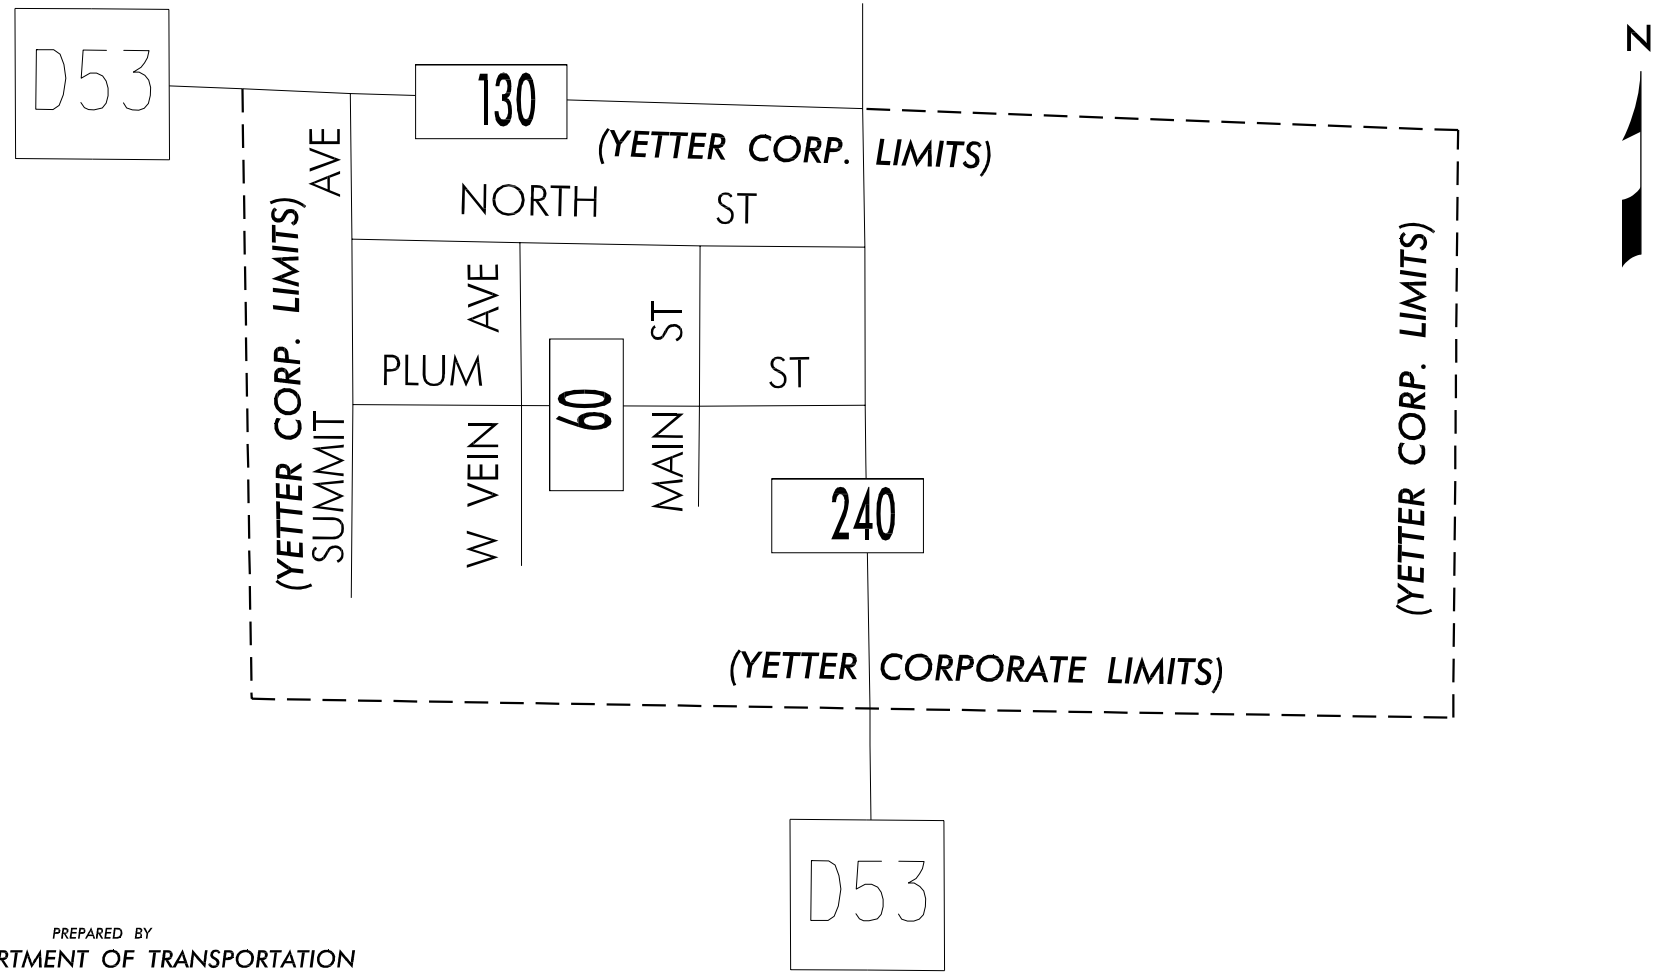 D53
130
N
(YETTER CORP. LIMITS)
SUMMIT AVE
(YETTER CORP. LIMITS)
NORTH ST
W VEIN AVE
MAIN ST
PLUM ST
60
240
(YETTER CORP. LIMITS)
(YETTER CORPORATE LIMITS)
D53
PREPARED BY
RTMENT OF TRANSPORTATION